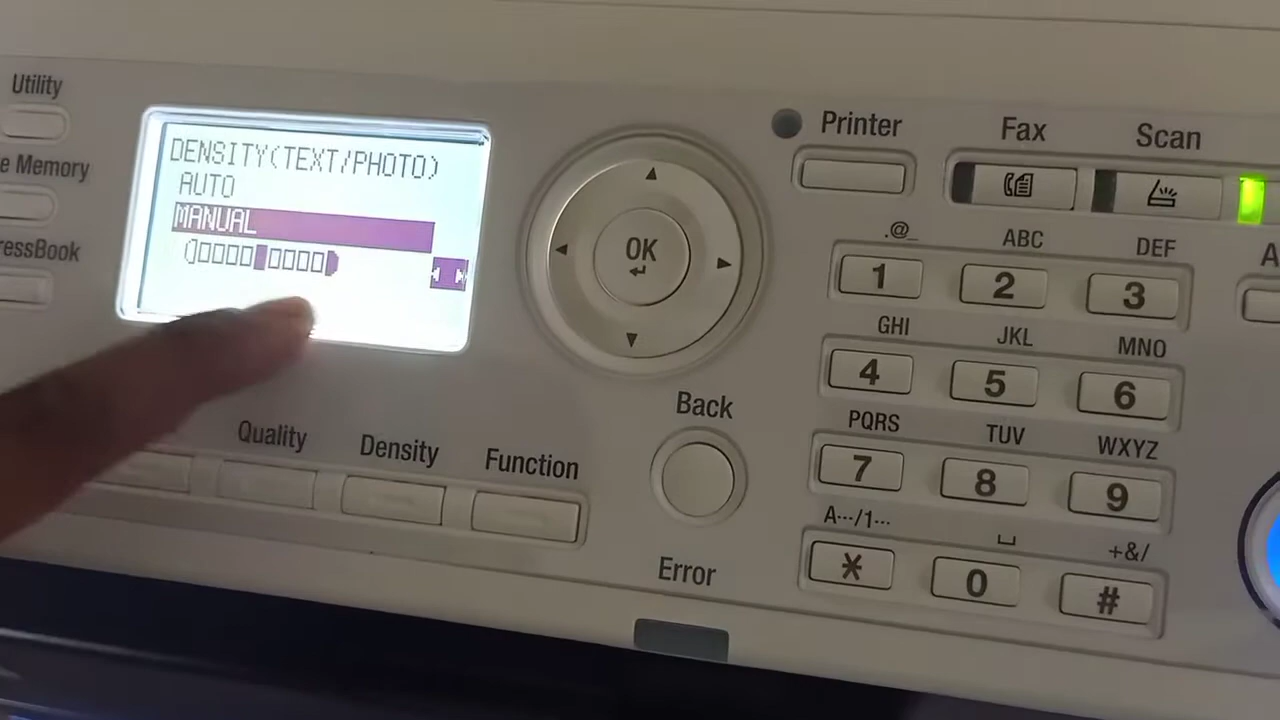 Utility
e Memory
ressBook
DENSITY(TEXT/PHOTO)
AUTO
MANUAL
OK
Quality
Density
Function
Back
Error
Printer
Fax
Scan
.@_
ABC
DEF
1
2
3
GHI
JKL
MNO
4
5
6
PQRS
TUV
WXYZ
7
8
9
A···/1···
␣
+&/
*
0
#
A